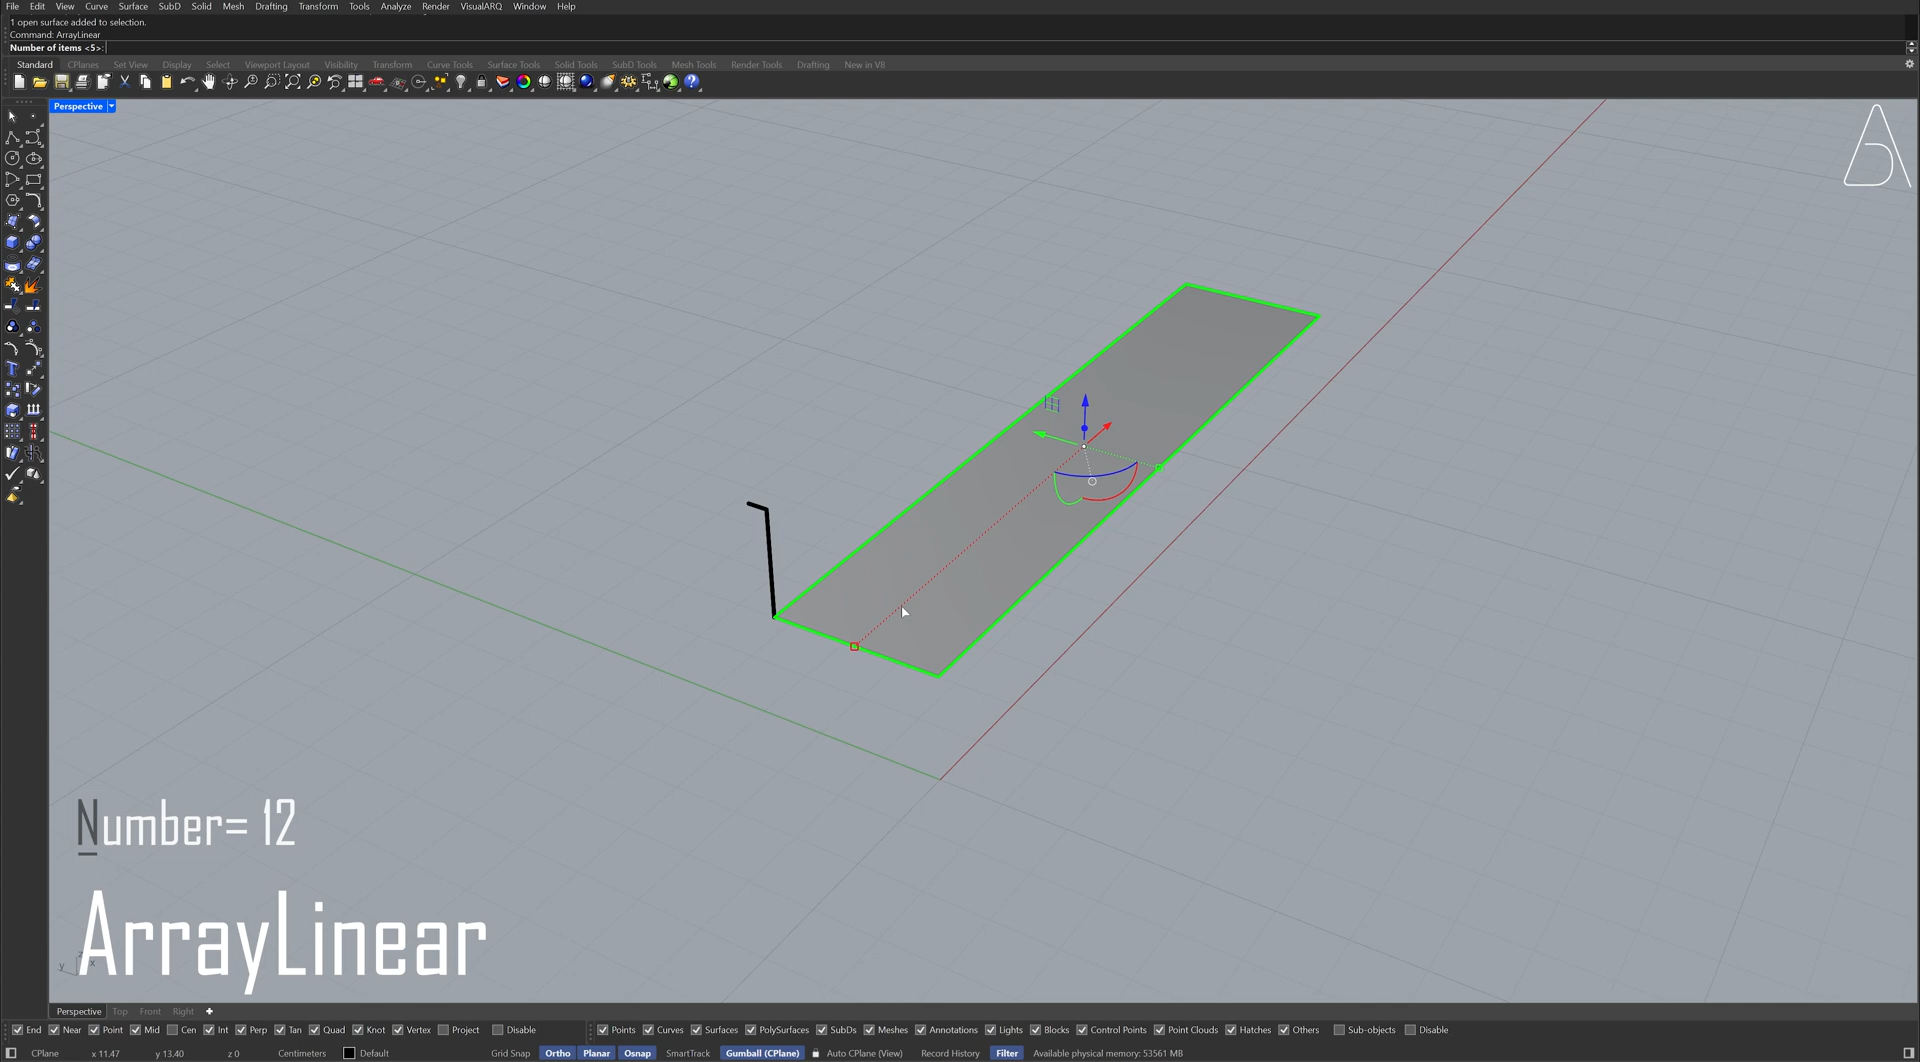 File Edit View Curve Surface SubD Solid Mesh Drafting Transform Tools Analyze Render VisualARQ Window Help
1 open surface added to selection.
Command: ArrayLinear
Number of items <5>:
Standard CPlanes Set View Display Select Viewport Layout Visibility Transform Curve Tools Surface Tools Solid Tools SubD Tools Mesh Tools Render Tools Drafting New in V8
Perspective
Number= 12
ArrayLinear
y x
Perspective Top Front Right
End Near Point Mid Cen Int Perp Tan Quad Knot Vertex Project Disable Points Curves Surfaces PolySurfaces SubDs Meshes Annotations Lights Blocks Control Points Point Clouds Hatches Others Sub-objects Disable
CPlane x 11.47 y 13.40 z 0 Centimeters Default Grid Snap Ortho Planar Osnap SmartTrack Gumball (CPlane) Auto CPlane (View) Record History Filter Available physical memory: 53561 MB